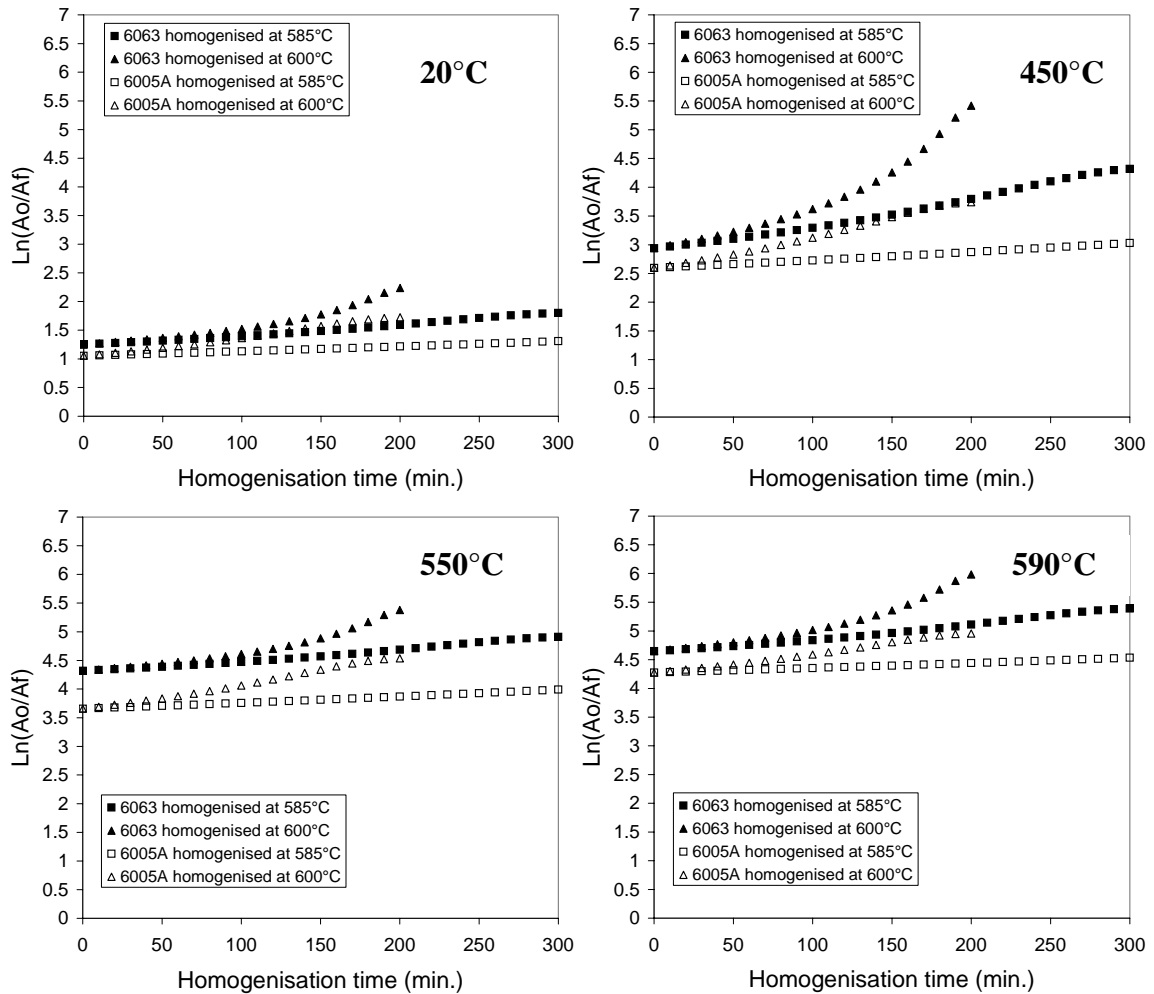 7
6.5
6
5.5
5
4.5
4
3.5
3
2.5
2
1.5
1
0.5
0
Ln(Ao/Af)
6063 homogenised at 585°C
6063 homogenised at 600°C
6005A homogenised at 585°C
6005A homogenised at 600°C
20°C
0 50 100 150 200 250 300
Homogenisation time (min.)
7
6.5
6
5.5
5
4.5
4
3.5
3
2.5
2
1.5
1
0.5
0
Ln(Ao/Af)
6063 homogenised at 585°C
6063 homogenised at 600°C
6005A homogenised at 585°C
6005A homogenised at 600°C
450°C
0 50 100 150 200 250 300
Homogenisation time (min.)
7
6.5
6
5.5
5
4.5
4
3.5
3
2.5
2
1.5
1
0.5
0
Ln(Ao/Af)
550°C
6063 homogenised at 585°C
6063 homogenised at 600°C
6005A homogenised at 585°C
6005A homogenised at 600°C
0 50 100 150 200 250 300
Homogenisation time (min.)
7
6.5
6
5.5
5
4.5
4
3.5
3
2.5
2
1.5
1
0.5
0
Ln(Ao/Af)
590°C
6063 homogenised at 585°C
6063 homogenised at 600°C
6005A homogenised at 585°C
6005A homogenised at 600°C
0 50 100 150 200 250 300
Homogenisation time (min.)